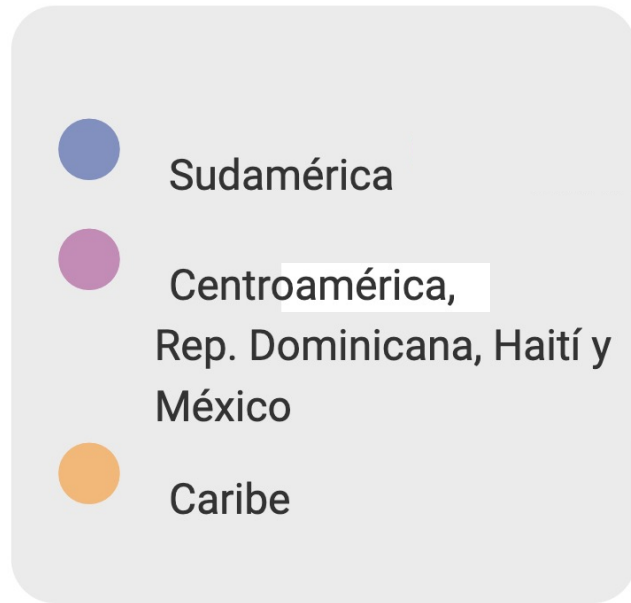 Sudamérica
Centroamérica,
Rep. Dominicana, Haití y
México
Caribe